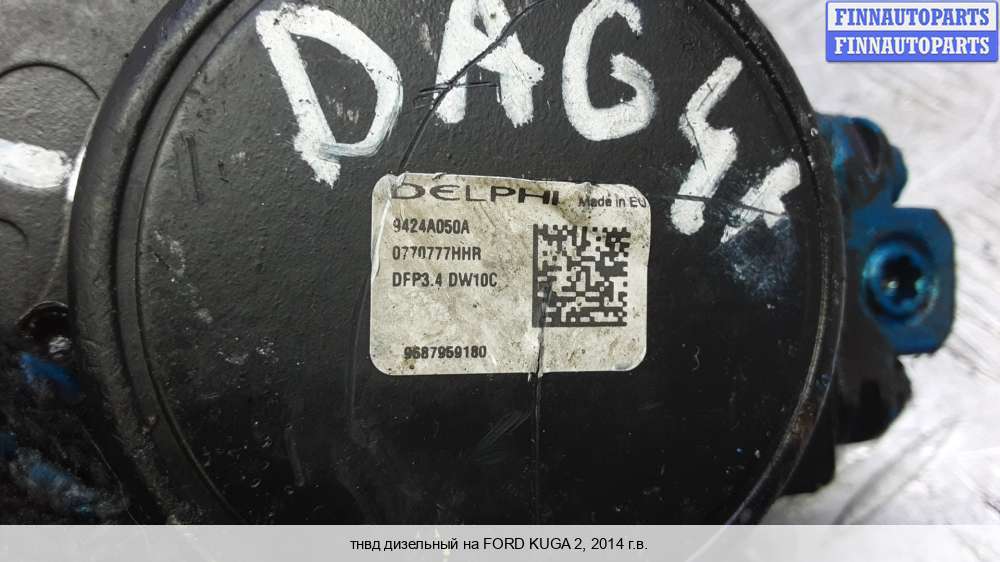 FINNAUTOPARTS
FINNAUTOPARTS
DAG
DELPHI Made in EU
9424A050A
0770777HHR
DFP3.4 DW10C
9687959180
тнвд дизельный на FORD KUGA 2, 2014 г.в.